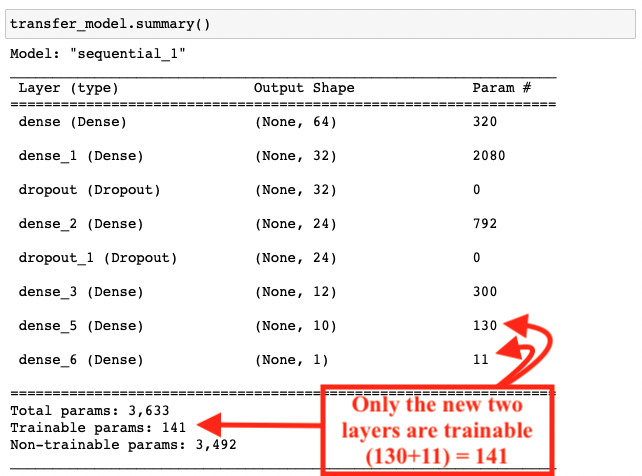 transfer_model.summary()
Model: "sequential_1"
Layer (type) Output Shape Param #
dense (Dense) (None, 64) 320
dense_1 (Dense) (None, 32) 2080
dropout (Dropout) (None, 32) 0
dense_2 (Dense) (None, 24) 792
dropout_1 (Dropout) (None, 24) 0
dense_3 (Dense) (None, 12) 300
dense_5 (Dense) (None, 10) 130
dense_6 (Dense) (None, 1) 11
Total params: 3,633
Trainable params: 141
Non-trainable params: 3,492
Only the new two
layers are trainable
(130+11) = 141